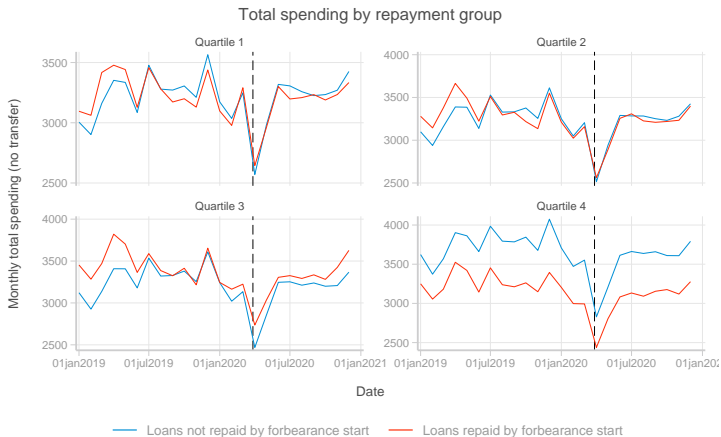 Total spending by repayment group
Monthly total spending (no transfer)
Quartile 1
3500
3000
2500
Quartile 2
4000
3500
3000
2500
Quartile 3
4000
3500
3000
2500
01jan2019
01jul2019
01jan2020
01jul2020
01jan2021
Quartile 4
4000
3500
3000
2500
01jan2019
01jul2019
01jan2020
01jul2020
01jan202
Date
Loans not repaid by forbearance start
Loans repaid by forbearance start